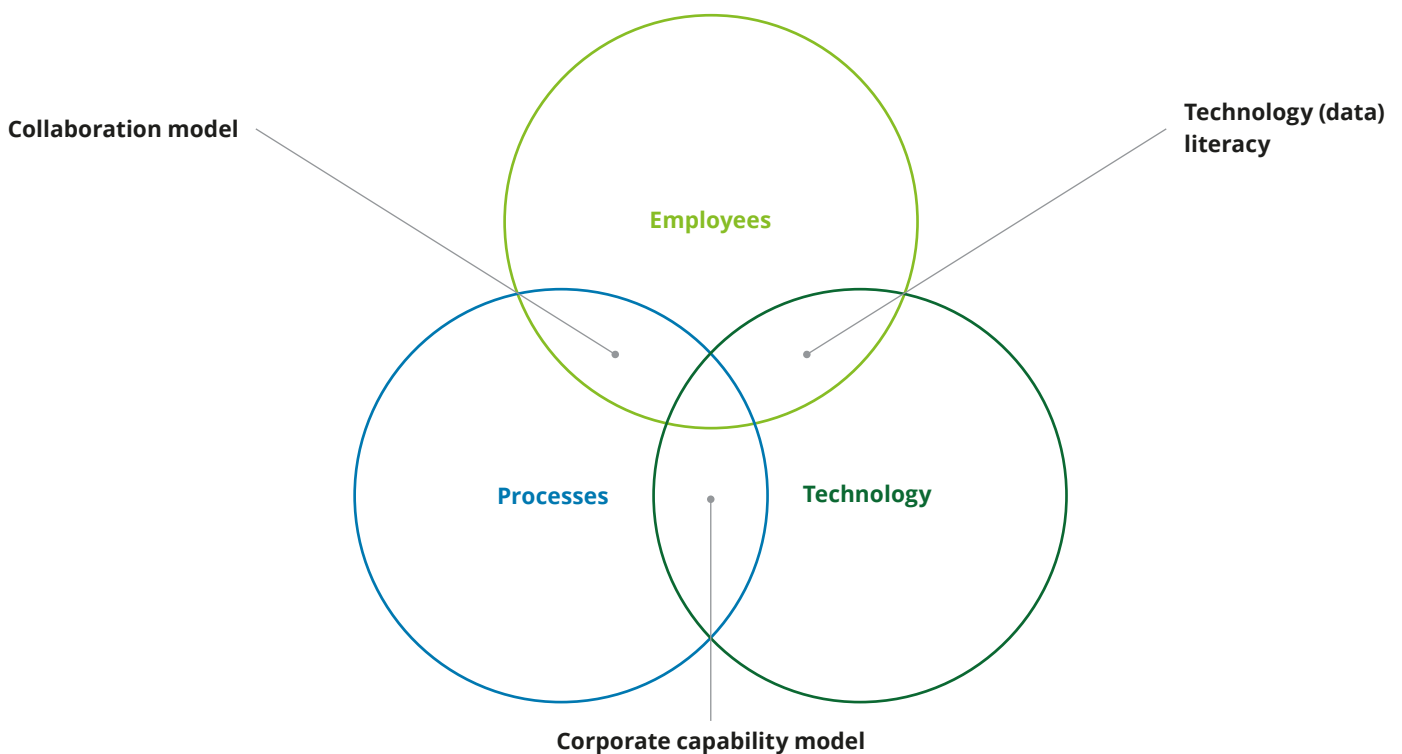 Collaboration model
Technology (data)
literacy
Employees
Processes
Technology
Corporate capability model